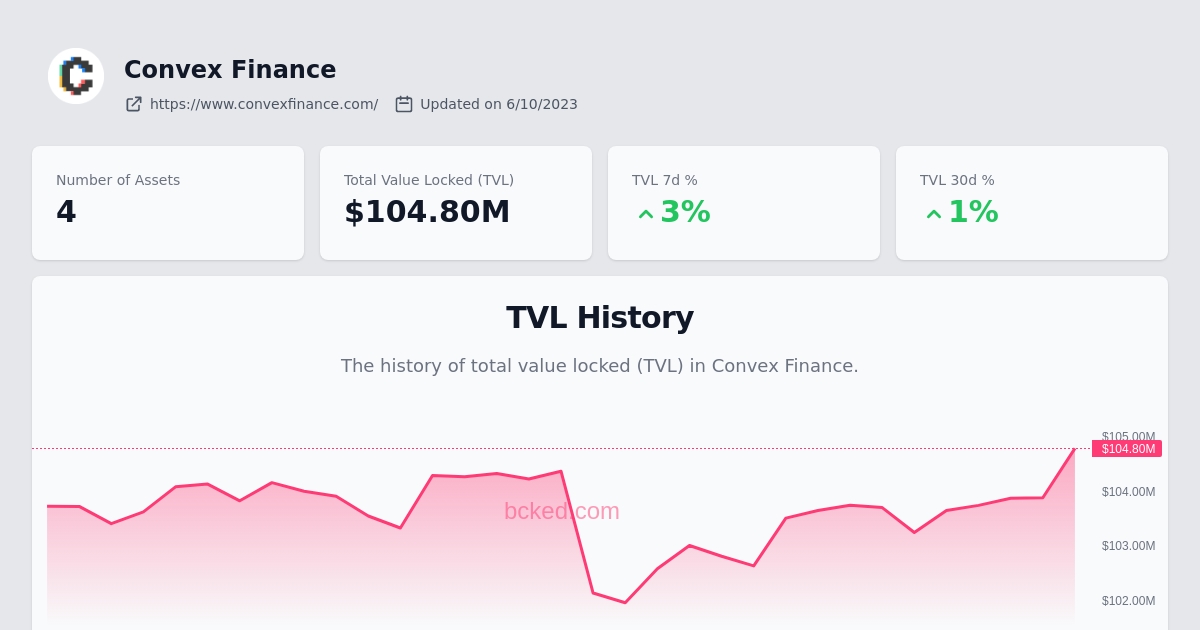 Convex Finance
https://www.convexfinance.com/ Updated on 6/10/2023
Number of Assets
4
Total Value Locked (TVL)
$104.80M
TVL 7d %
3%
TVL 30d %
1%
TVL History
The history of total value locked (TVL) in Convex Finance.
$105.00M
$104.80M
$104.00M
bcked.com
$103.00M
$102.00M